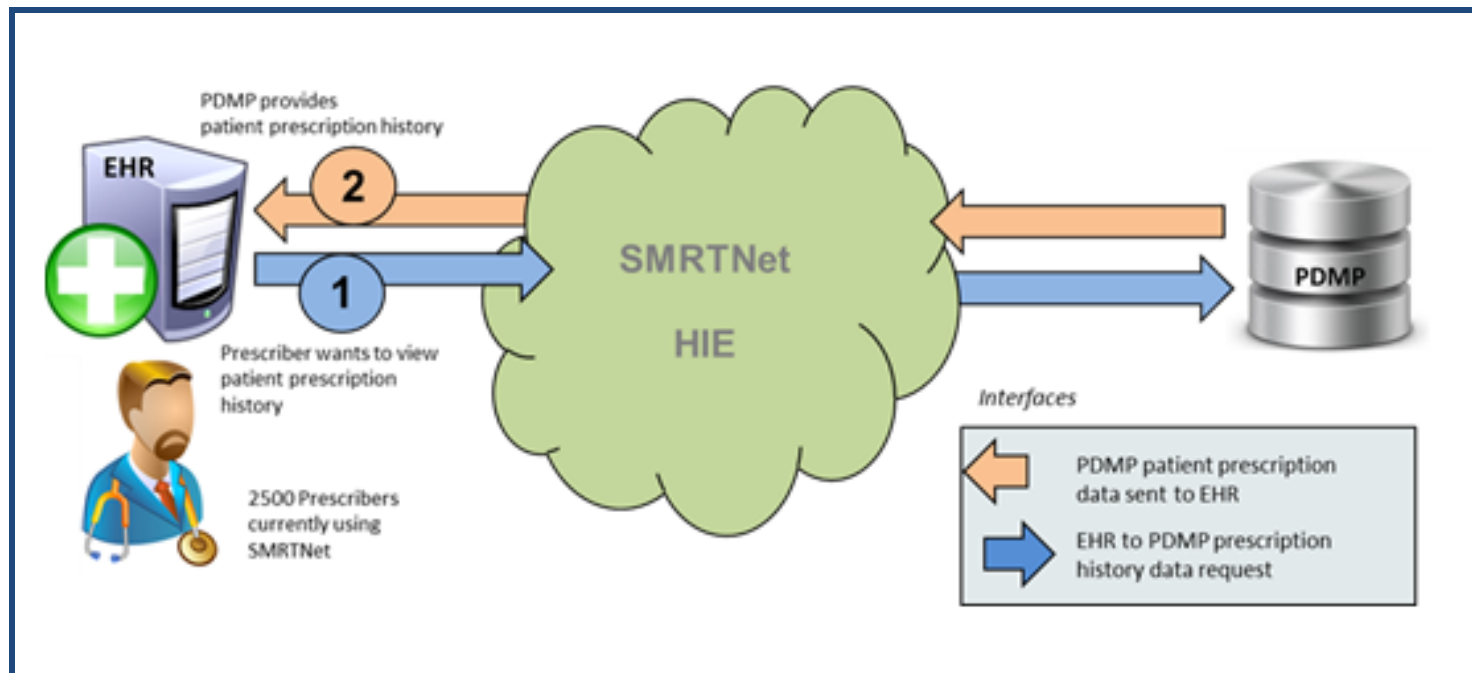 PDMP provides
patient prescription history
EHR
2
1
Prescriber wants to view
patient prescription
history
2500 Prescribers
currently using
SMRTNet
SMRTNet
HIE
PDMP
Interfaces
PDMP patient prescription
data sent to EHR
EHR to PDMP prescription
history data request